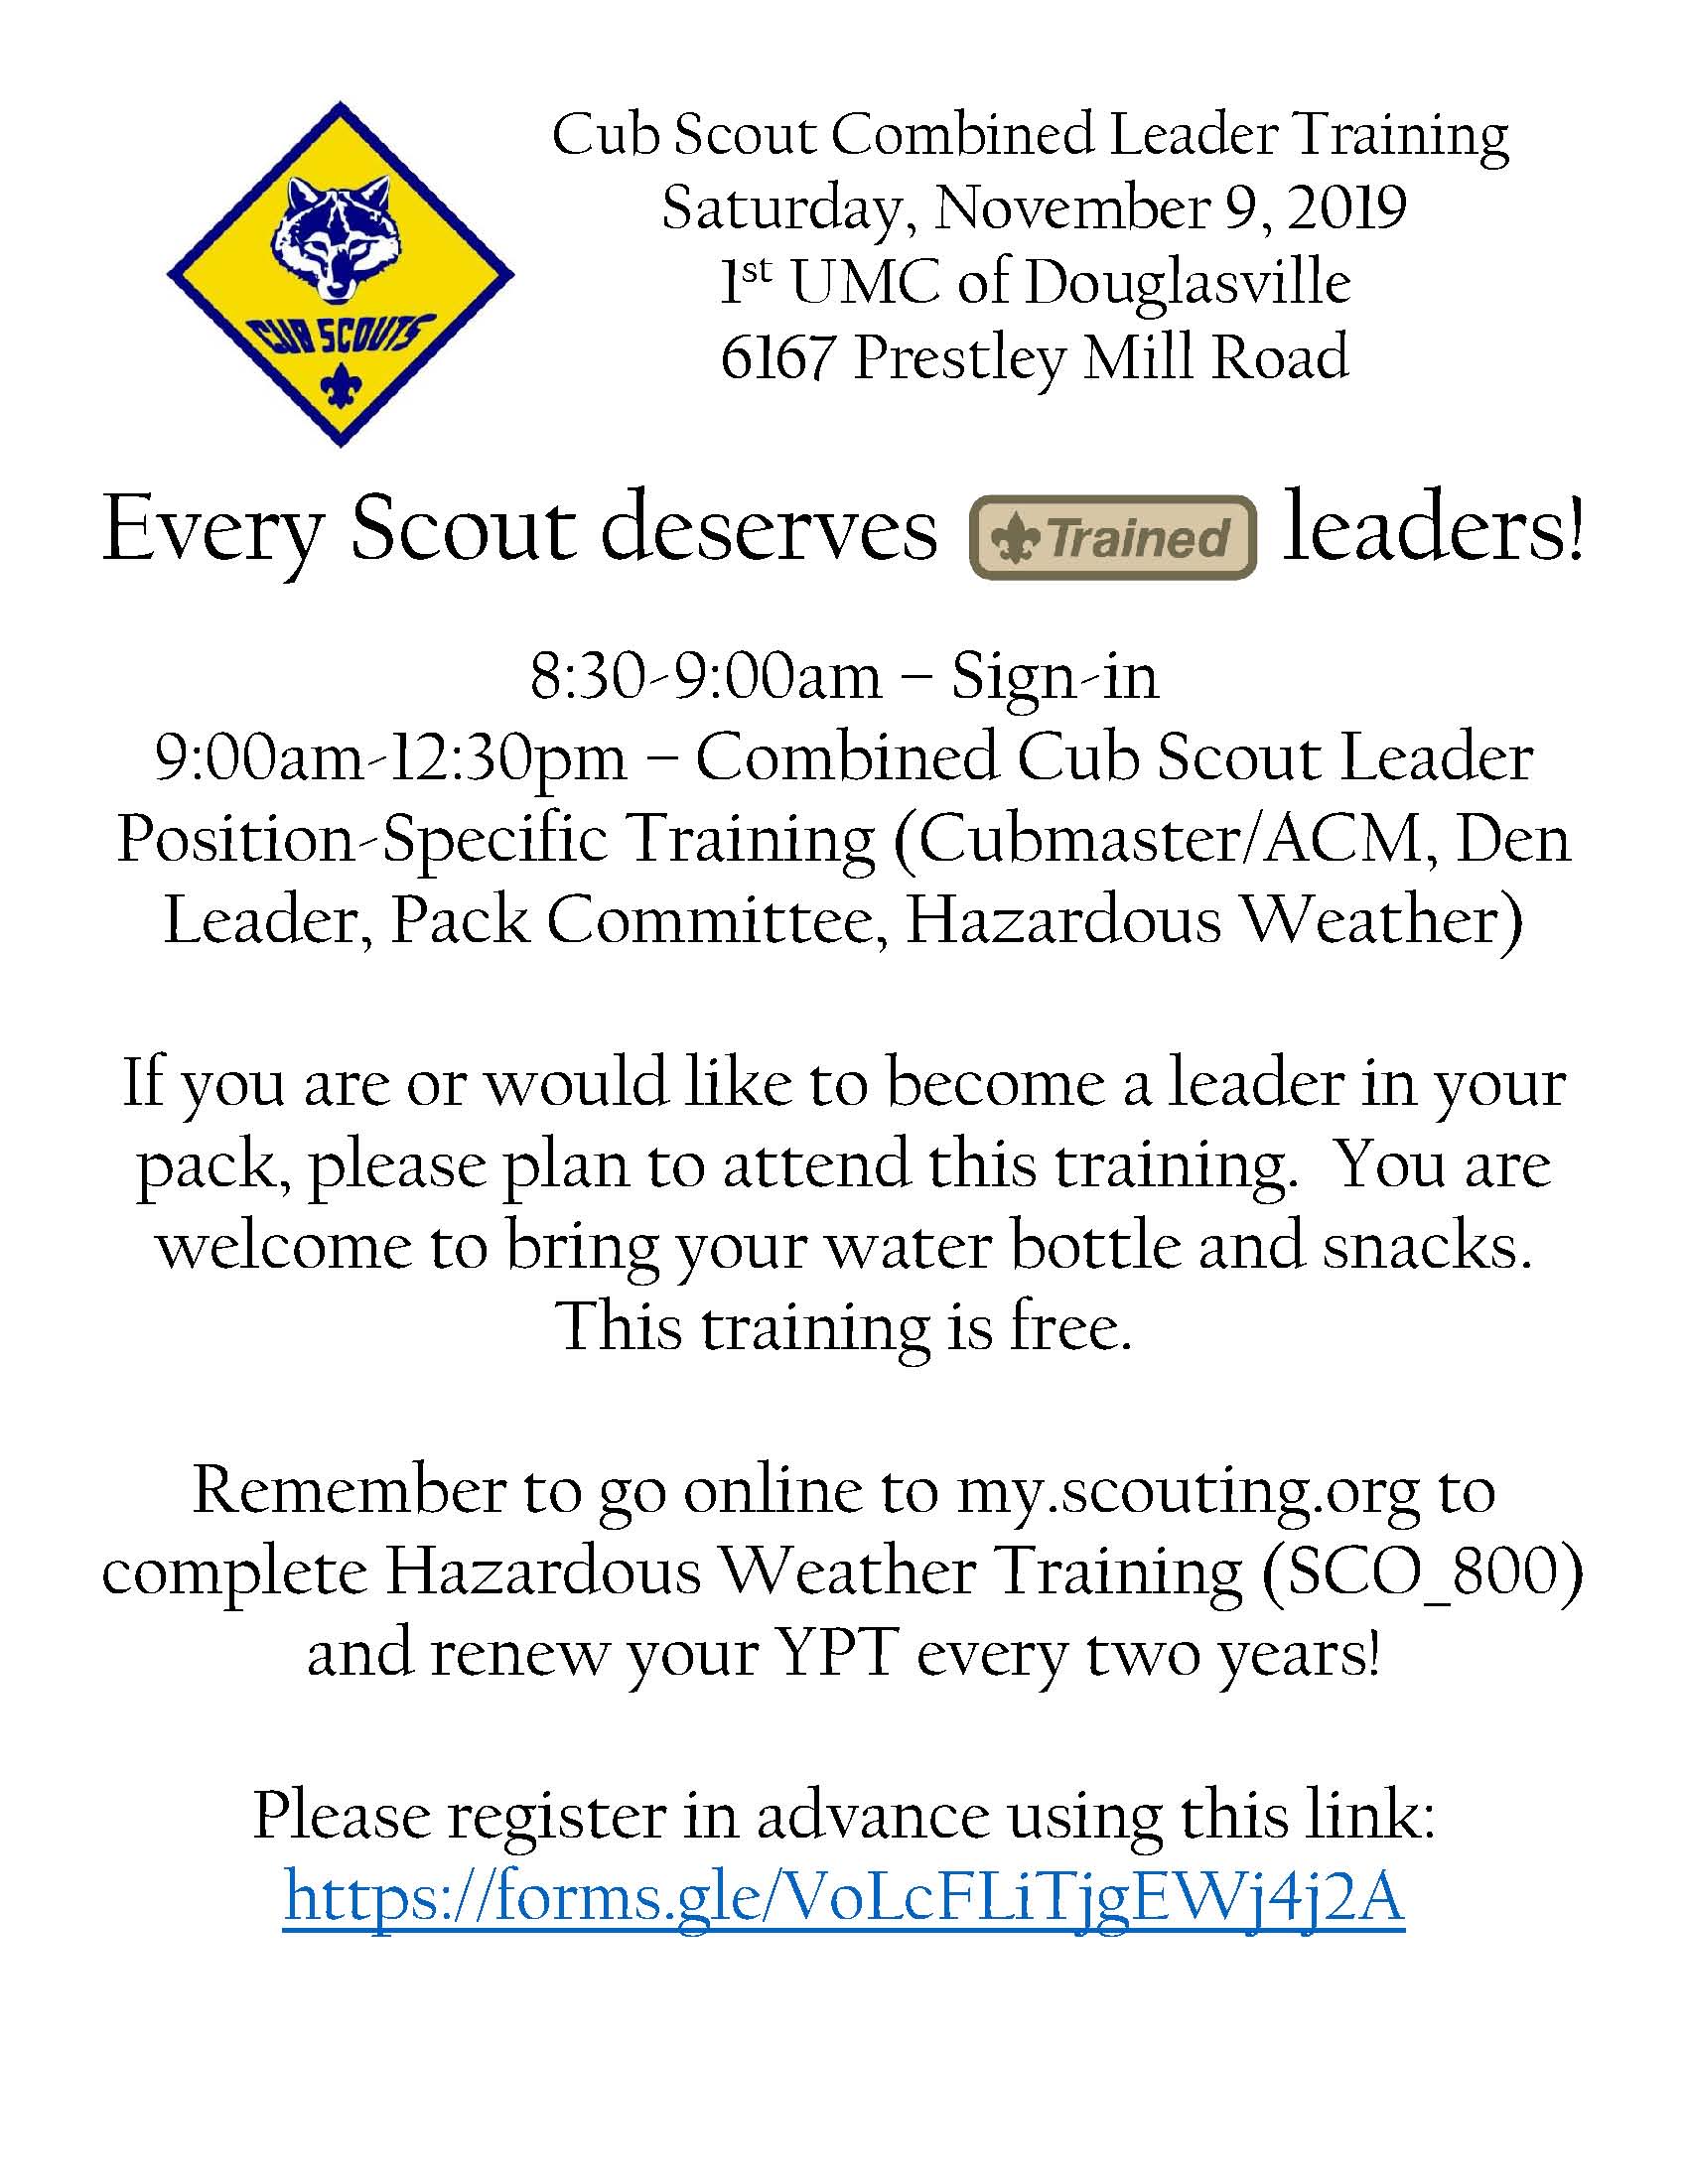 CUB SCOUTS
Cub Scout Combined Leader Training
Saturday, November 9, 2019
1st UMC of Douglasville
6167 Prestley Mill Road
Every Scout deserves Trained leaders!
8:30-9:00am – Sign-in
9:00am-12:30pm – Combined Cub Scout Leader
Position-Specific Training (Cubmaster/ACM, Den
Leader, Pack Committee, Hazardous Weather)
If you are or would like to become a leader in your
pack, please plan to attend this training.  You are
welcome to bring your water bottle and snacks.
This training is free.
Remember to go online to my.scouting.org to
complete Hazardous Weather Training (SCO_800)
and renew your YPT every two years!
Please register in advance using this link:
https://forms.gle/VoLcFLiTjgEWj4j2A